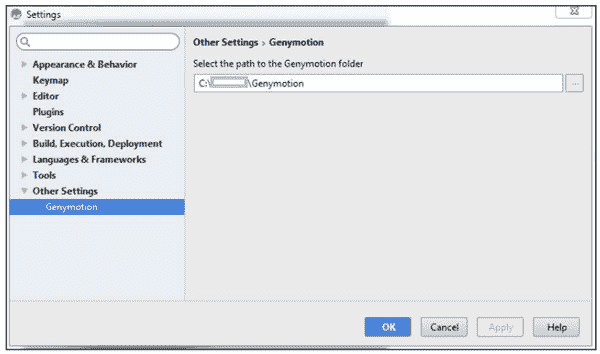 Settings
Appearance & Behavior
Keymap
Editor
Plugins
Version Control
Build, Execution, Deployment
Languages & Frameworks
Tools
Other Settings
Genymotion
Other Settings › Genymotion
Select the path to the Genymotion folder
C:\ \Genymotion
...
OK Cancel Apply Help